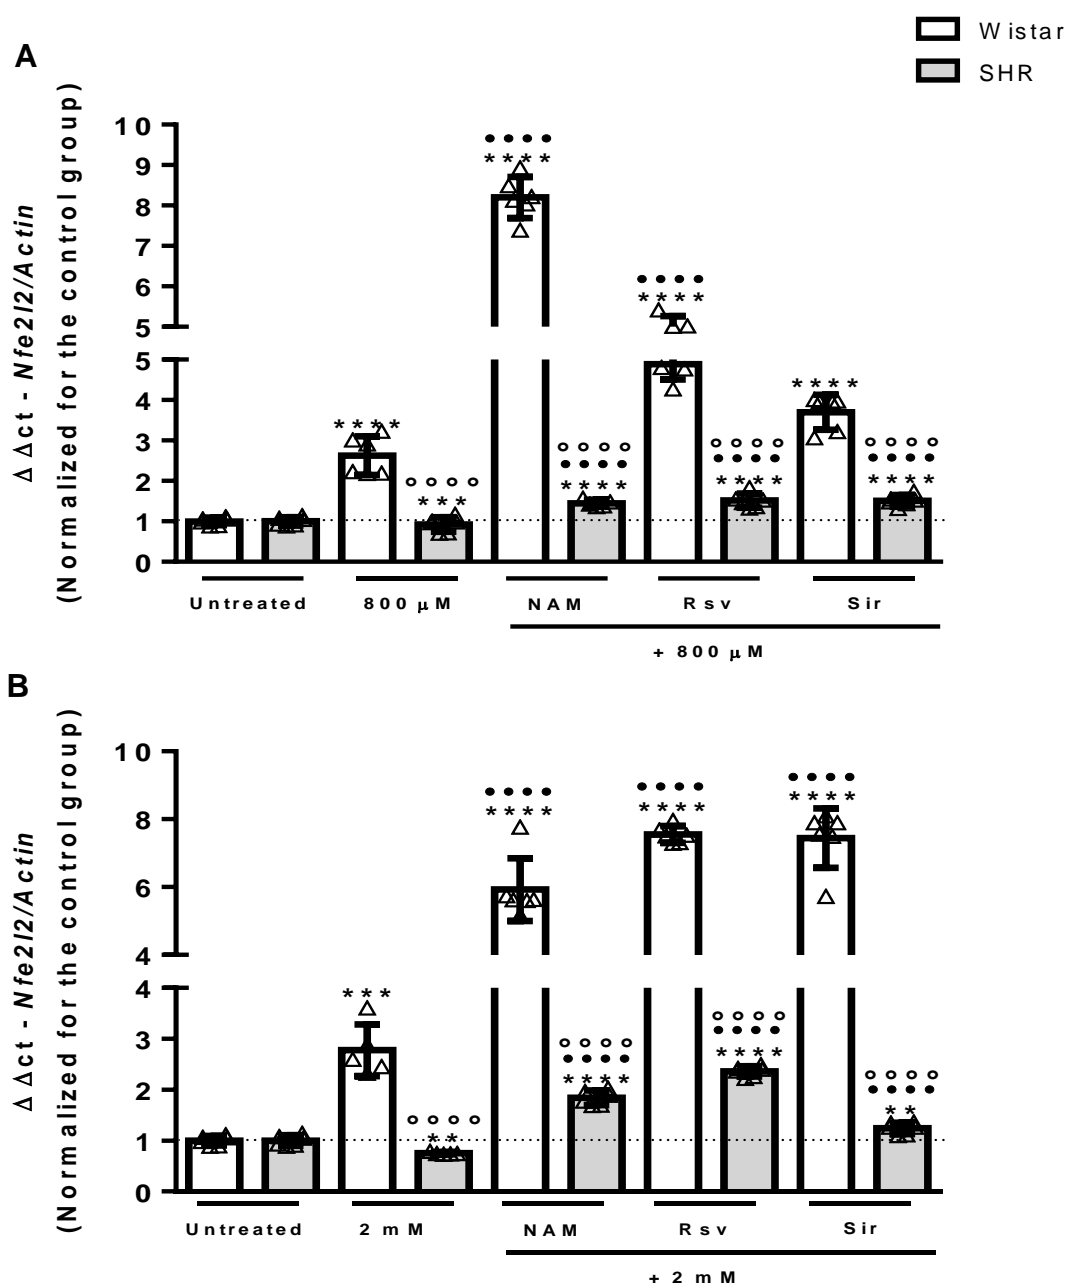 Wistar
SHR
A
ΔΔct - Nfe2l2/Actin
(Normalized for the control group)
10
9
8
7
6
5
5
4
3
2
1
0
••••
****
****
°°°°
***
°°°°
••••
****
••••
****
°°°°
••••
****
****
°°°°
••••
****
Untreated
800 µM
NAM
Rsv
Sir
+ 800 µM
B
ΔΔct - Nfe2l2/Actin
(Normalized for the control group)
10
8
6
4
4
3
2
1
0
***
°°°°
**
••••
****
°°°°
••••
****
••••
****
°°°°
••••
****
••••
****
°°°°
••••
**
Untreated
2 mM
NAM
Rsv
Sir
+ 2 mM